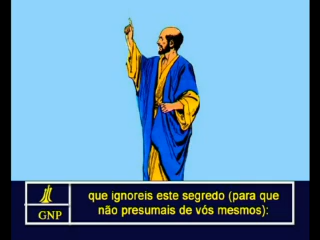 que ignoreis este segredo (para que
não presumais de vós mesmos):
GNP